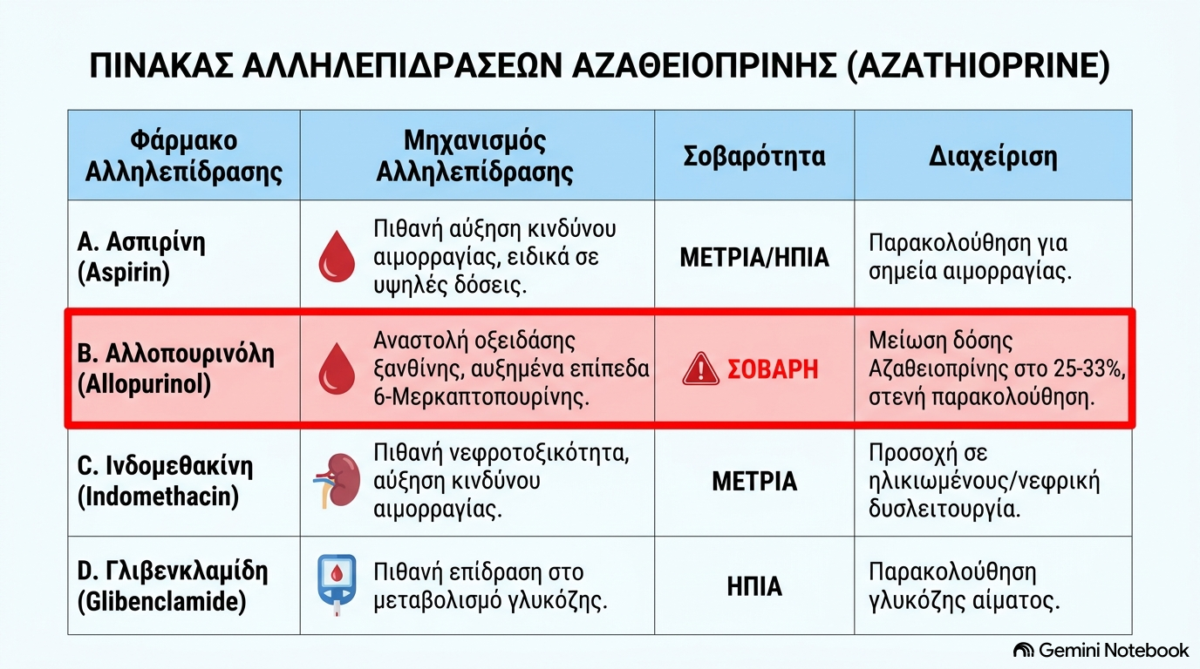 ΠΙΝΑΚΑΣ ΑΛΛΗΛΕΠΙΔΡΑΣΕΩΝ ΑΖΑΘΕΙΟΠΡΙΝΗΣ (AZATHIOPRINE)
Φάρμακο
Αλληλεπίδρασης
Μηχανισμός
Αλληλεπίδρασης
Σοβαρότητα
Διαχείριση
A. Ασπιρίνη
(Aspirin)
Πιθανή αύξηση κινδύνου
αιμορραγίας, ειδικά σε
υψηλές δόσεις.
ΜΕΤΡΙΑ/ΗΠΙΑ
Παρακολούθηση για
σημεία αιμορραγίας.
B. Αλλοπουρινόλη
(Allopurinol)
Αναστολή οξειδάσης
ξανθίνης, αυξημένα επίπεδα
6-Μερκαπτοπουρίνης.
ΣΟΒΑΡΗ
Μείωση δόσης
Αζαθειοπρίνης στο 25-33%,
στενή παρακολούθηση.
C. Ινδομεθακίνη
(Indomethacin)
Πιθανή νεφροτοξικότητα,
αύξηση κινδύνου
αιμορραγίας.
ΜΕΤΡΙΑ
Προσοχή σε
ηλικιωμένους/νεφρική
δυσλειτουργία.
D. Γλιβενκλαμίδη
(Glibenclamide)
Πιθανή επίδραση στο
μεταβολισμό γλυκόζης.
ΗΠΙΑ
Παρακολούθηση
γλυκόζης αίματος.
Gemini Notebook